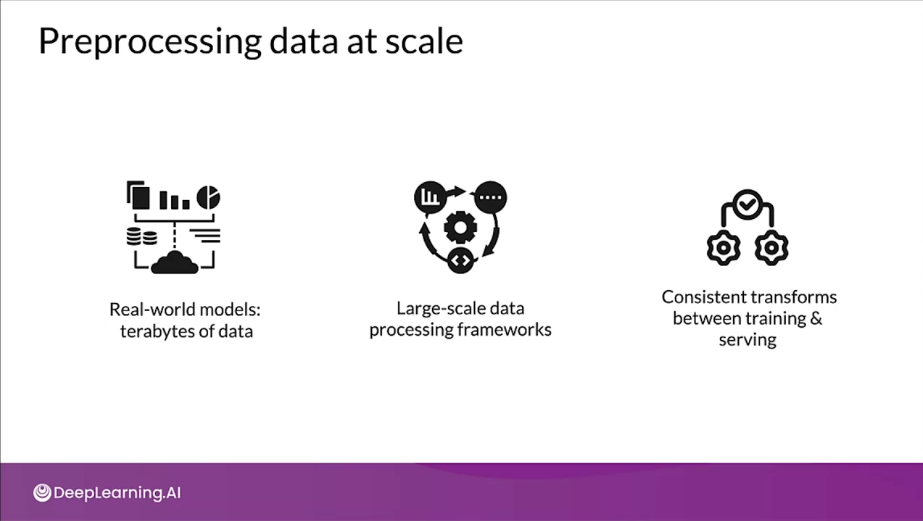 Preprocessing data at scale
Real-world models:
terabytes of data
Large-scale data
processing frameworks
Consistent transforms
between training &
serving
DeepLearning.AI